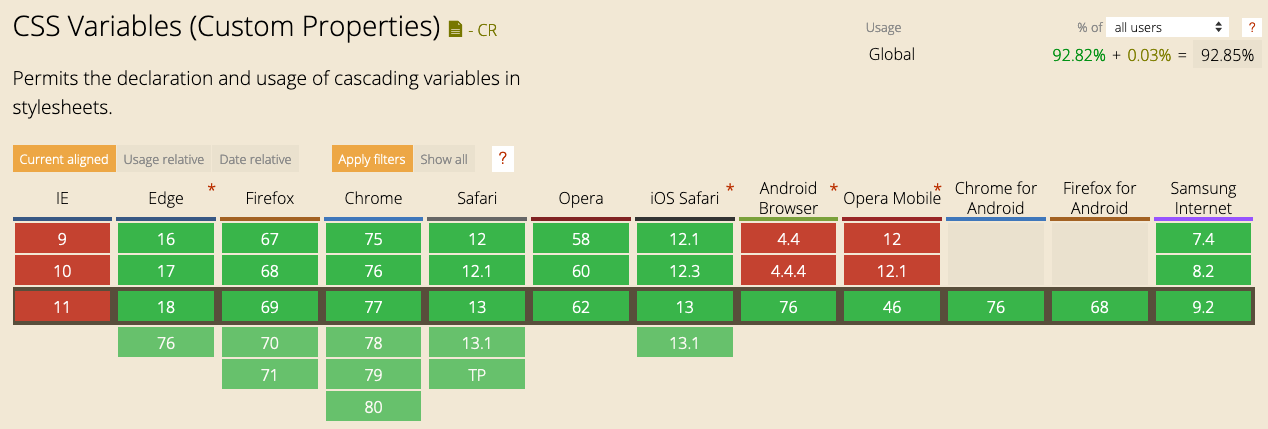 CSS Variables (Custom Properties) - CR
Usage % of all users ?
Global 92.82% + 0.03% = 92.85%
Permits the declaration and usage of cascading variables in
stylesheets.
Current aligned Usage relative Date relative Apply filters Show all ?
IE Edge * Firefox Chrome Safari Opera iOS Safari * Android Browser * Opera Mobile * Chrome for Android Firefox for Android Samsung Internet
9 16 67 75 12 58 12.1 4.4 12 7.4
10 17 68 76 12.1 60 12.3 4.4.4 12.1 8.2
11 18 69 77 13 62 13 76 46 76 68 9.2
76 70 78 13.1 13.1
71 79 TP
80